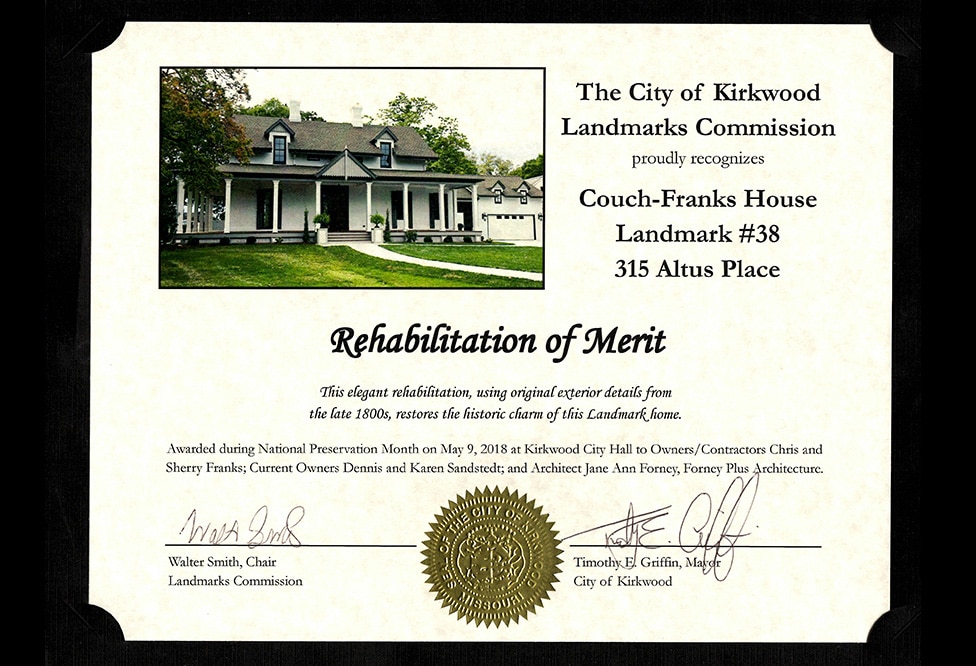 The City of Kirkwood
Landmarks Commission
proudly recognizes
Couch-Franks House
Landmark #38
315 Altus Place
Rehabilitation of Merit
This elegant rehabilitation, using original exterior details from
the late 1800s, restores the historic charm of this Landmark home.
Awarded during National Preservation Month on May 9, 2018 at Kirkwood City Hall to Owners/Contractors Chris and
Sherry Franks; Current Owners Dennis and Karen Sandstedt; and Architect Jane Ann Forney, Forney Plus Architecture.
Walter Smith, Chair
Landmarks Commission
THE CITY OF
MISSOURI
Timothy E. Griffin, Mayor
City of Kirkwood